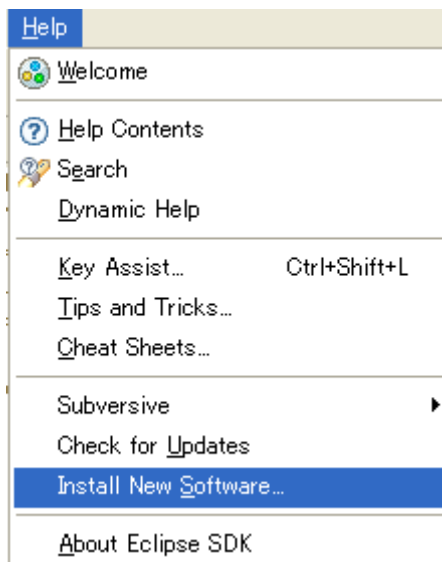 Help
Welcome
Help Contents
Search
Dynamic Help
Key Assist... Ctrl+Shift+L
Tips and Tricks...
Cheat Sheets...
Subversive
Check for Updates
Install New Software...
About Eclipse SDK